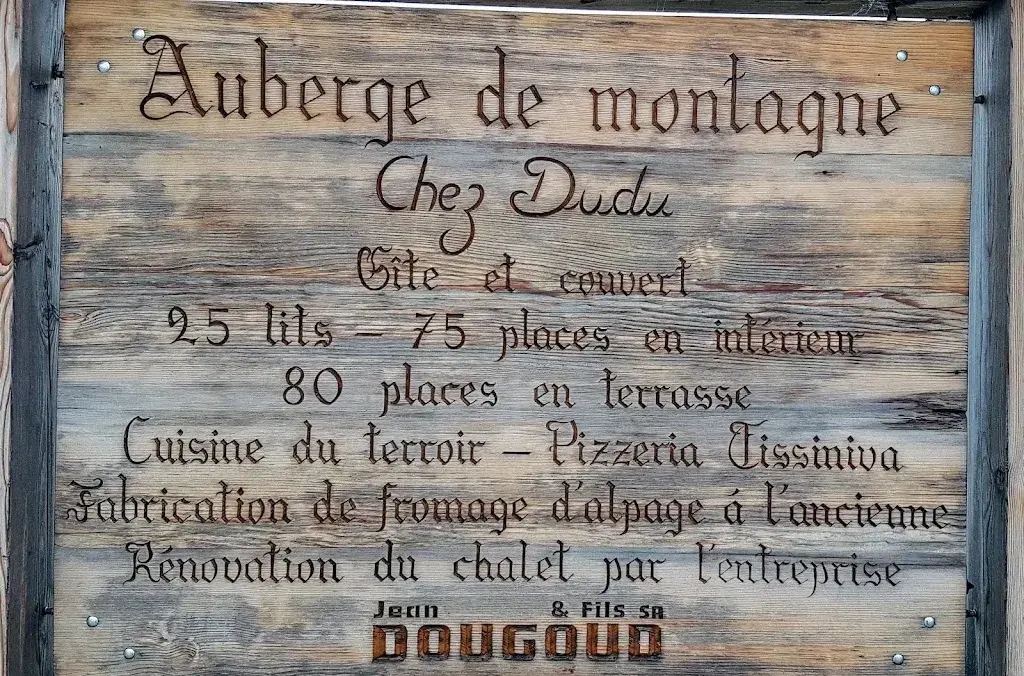 Auberge de montagne
Chez Dudu
Gîte et couvert
25 lits – 75 places en intérieur
80 places en terrasse
Cuisine du terroir – Pizzeria Tissiniva
Fabrication de fromage d'alpage á l'ancienne
Rénovation du chalet par l'entreprise
Jean & Fils SA
DOUGOUD